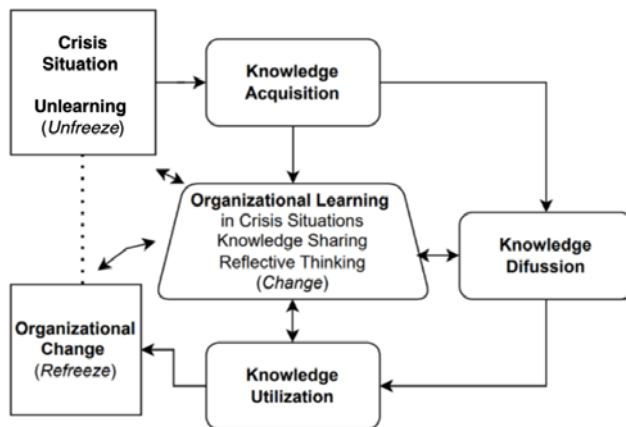 Crisis
Situation
Unlearning
(Unfreeze)
Knowledge
Acquisition
Organizational Learning
in Crisis Situations
Knowledge Sharing
Reflective Thinking
(Change)
Knowledge
Difussion
Organizational
Change
(Refreeze)
Knowledge
Utilization